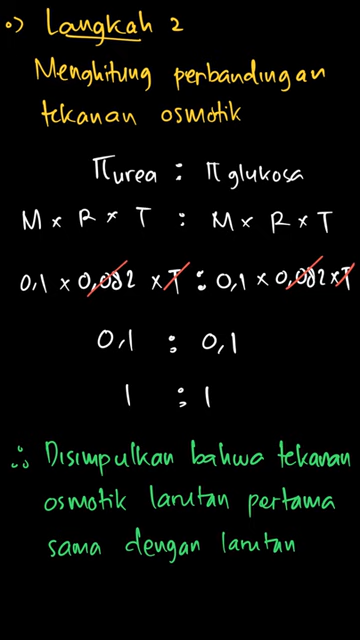 •) Langkah 2
Menghitung perbandingan
tekanan osmotik
π urea : π glukosa
M × R × T : M × R × T
0,1 × 0,082 × T : 0,1 × 0,082 × T
0,1 : 0,1
1 : 1
∴ Disimpulkan bahwa tekanan
osmotik larutan pertama
sama dengan larutan